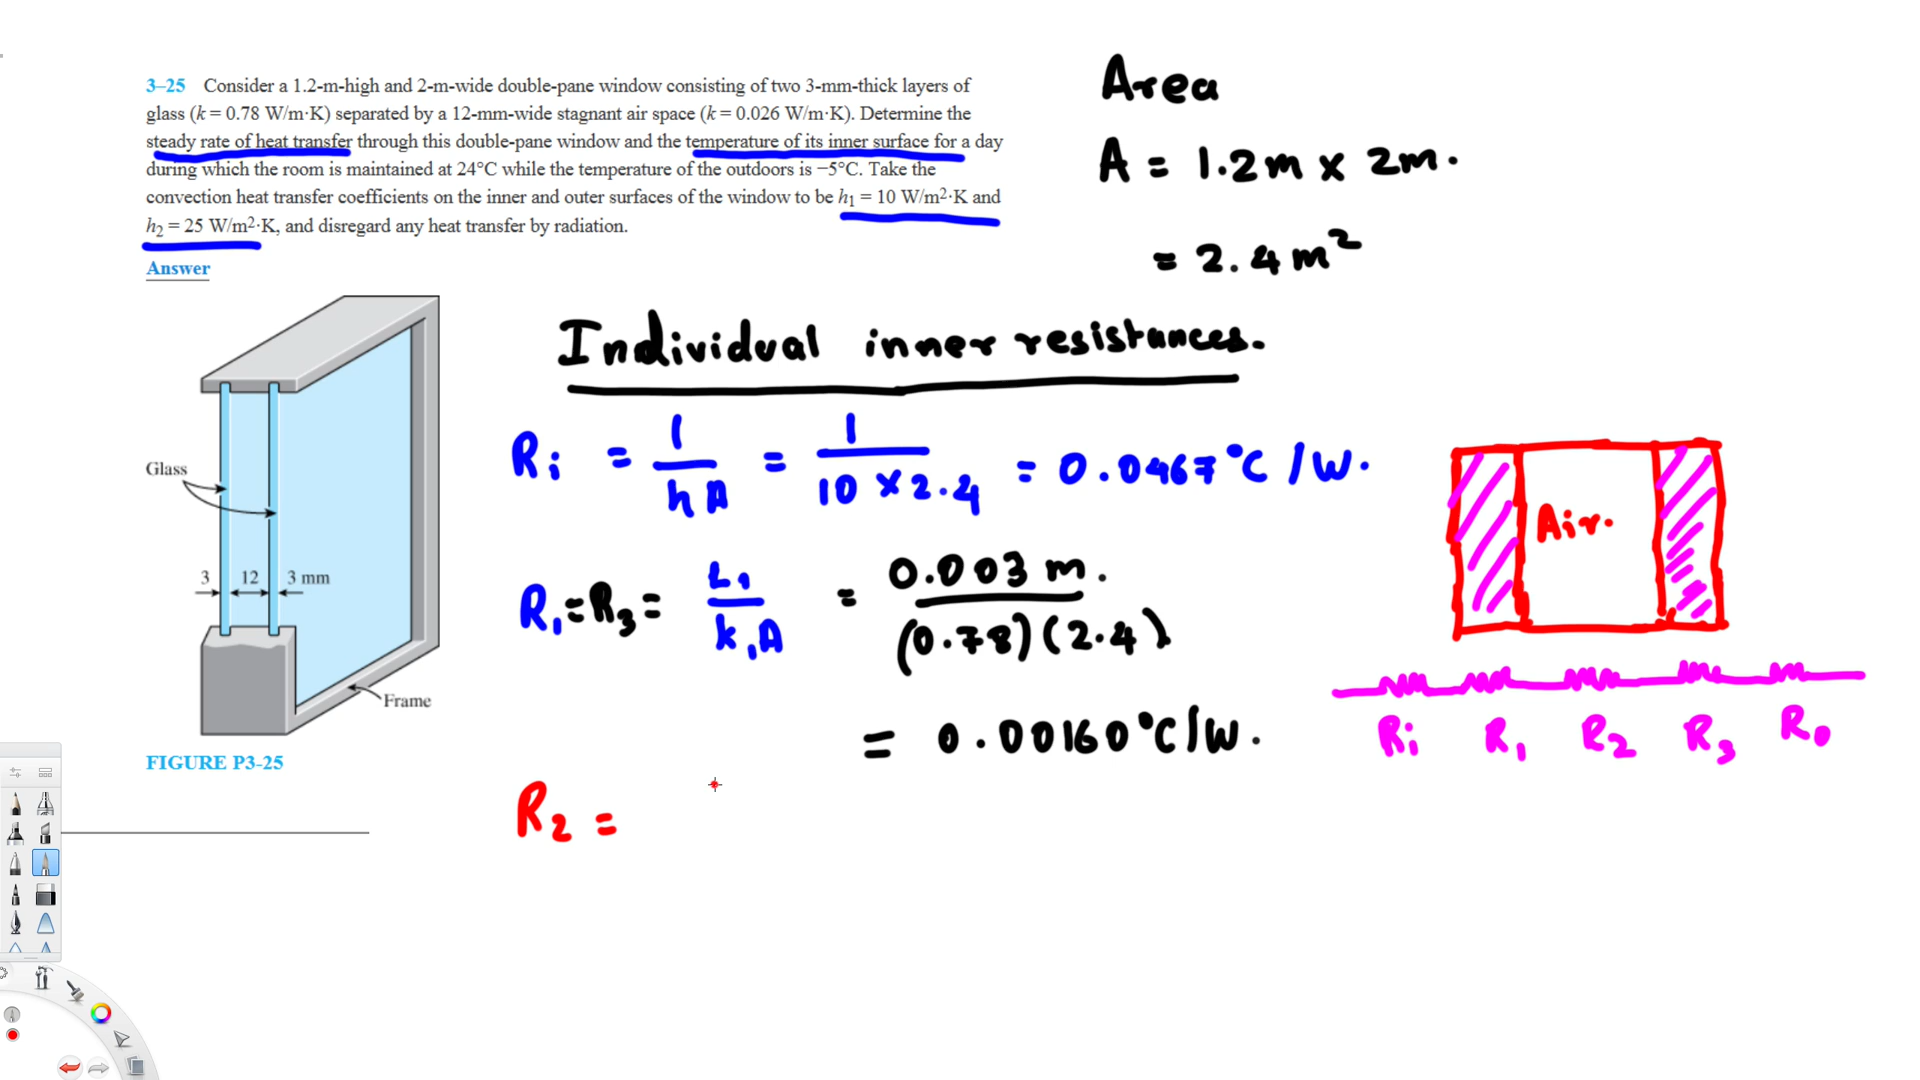 3–25 Consider a 1.2-m-high and 2-m-wide double-pane window consisting of two 3-mm-thick layers of
glass (k = 0.78 W/m·K) separated by a 12-mm-wide stagnant air space (k = 0.026 W/m·K). Determine the
steady rate of heat transfer through this double-pane window and the temperature of its inner surface for a day
during which the room is maintained at 24°C while the temperature of the outdoors is −5°C. Take the
convection heat transfer coefficients on the inner and outer surfaces of the window to be h₁ = 10 W/m²·K and
h₂ = 25 W/m²·K, and disregard any heat transfer by radiation.
Answer
Area
A = 1.2m × 2m.
= 2.4 m²
Individual inner resistances.
Ri = 1/hA = 1/10 × 2.4 = 0.0467°C/W.
R₁ = R₃ = L₁/k₁A = 0.003 m./(0.78)(2.4)
= 0.00160°C/W.
R₂ =
Glass
3 12 3 mm
Frame
FIGURE P3-25
Air.
Ri R₁ R₂ R₃ R₀